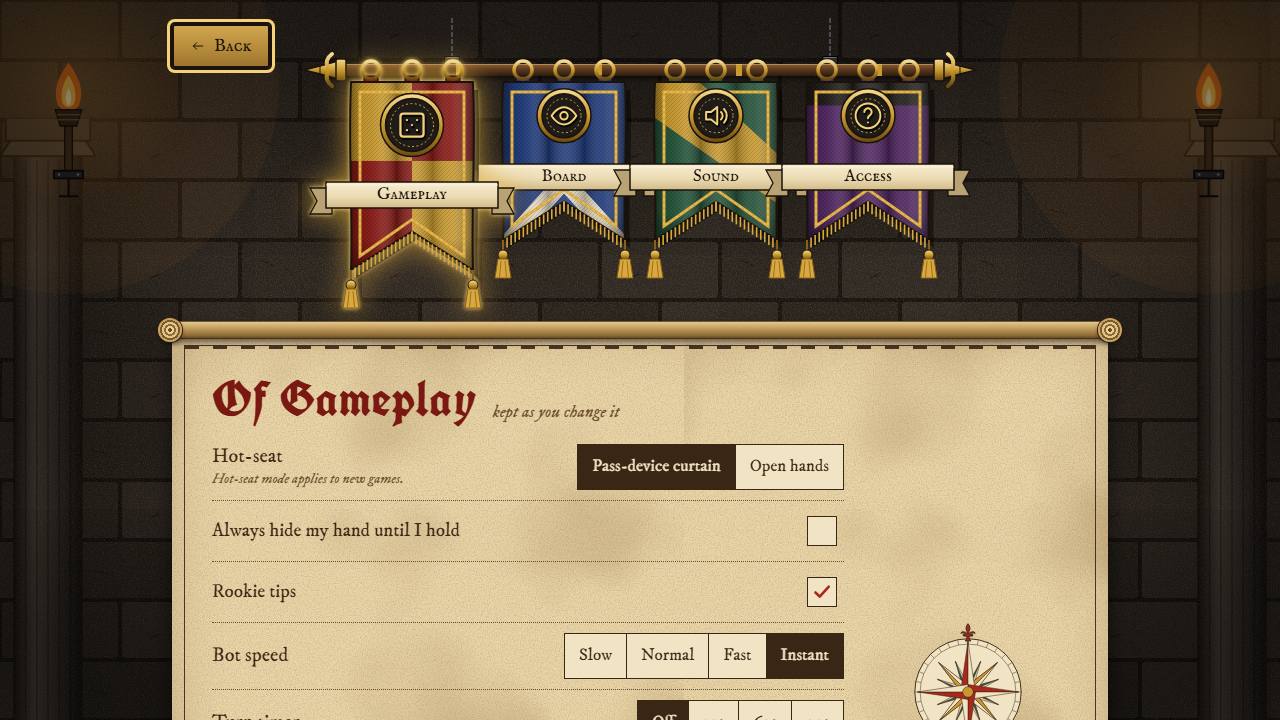 ← Back
Gameplay
Board
Sound
Access
Of Gameplay kept as you change it
Hot-seat
Hot-seat mode applies to new games.
Pass-device curtain Open hands
Always hide my hand until I hold
Rookie tips
Bot speed Slow Normal Fast Instant
Off